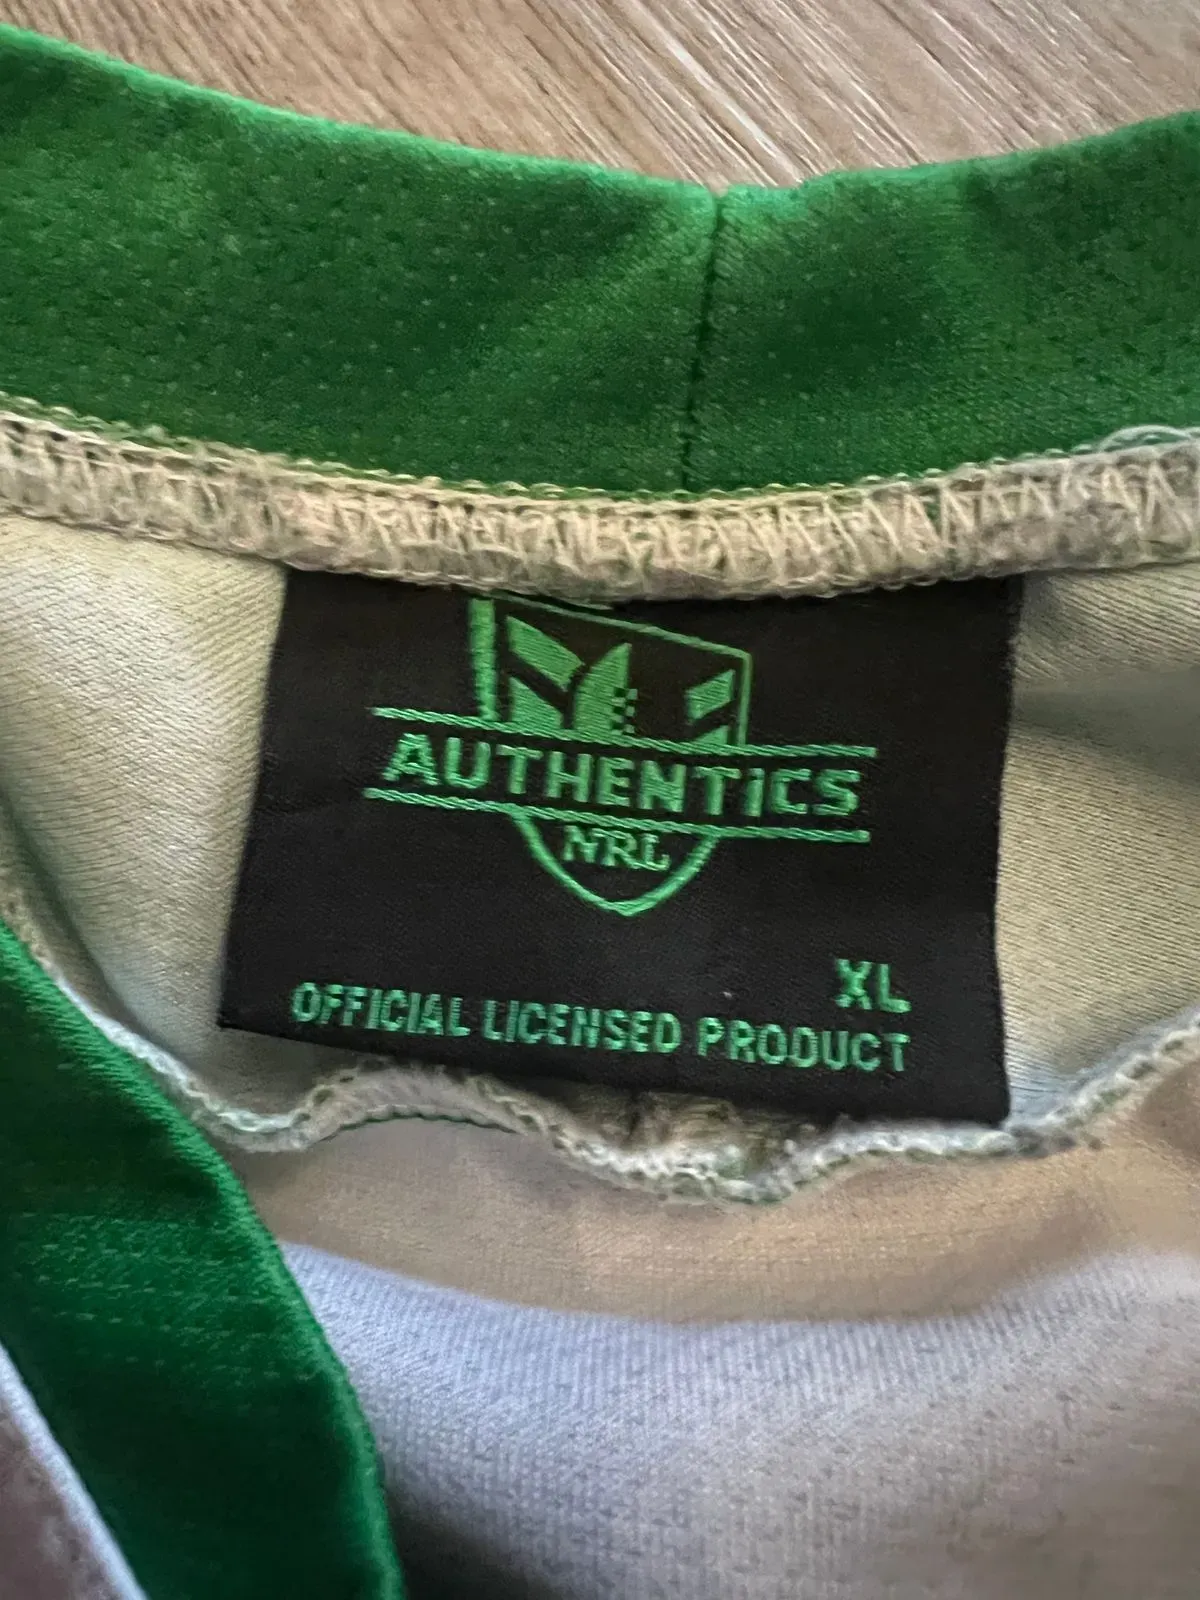 AUTHENTICS
NRL
XL
OFFICIAL LICENSED PRODUCT